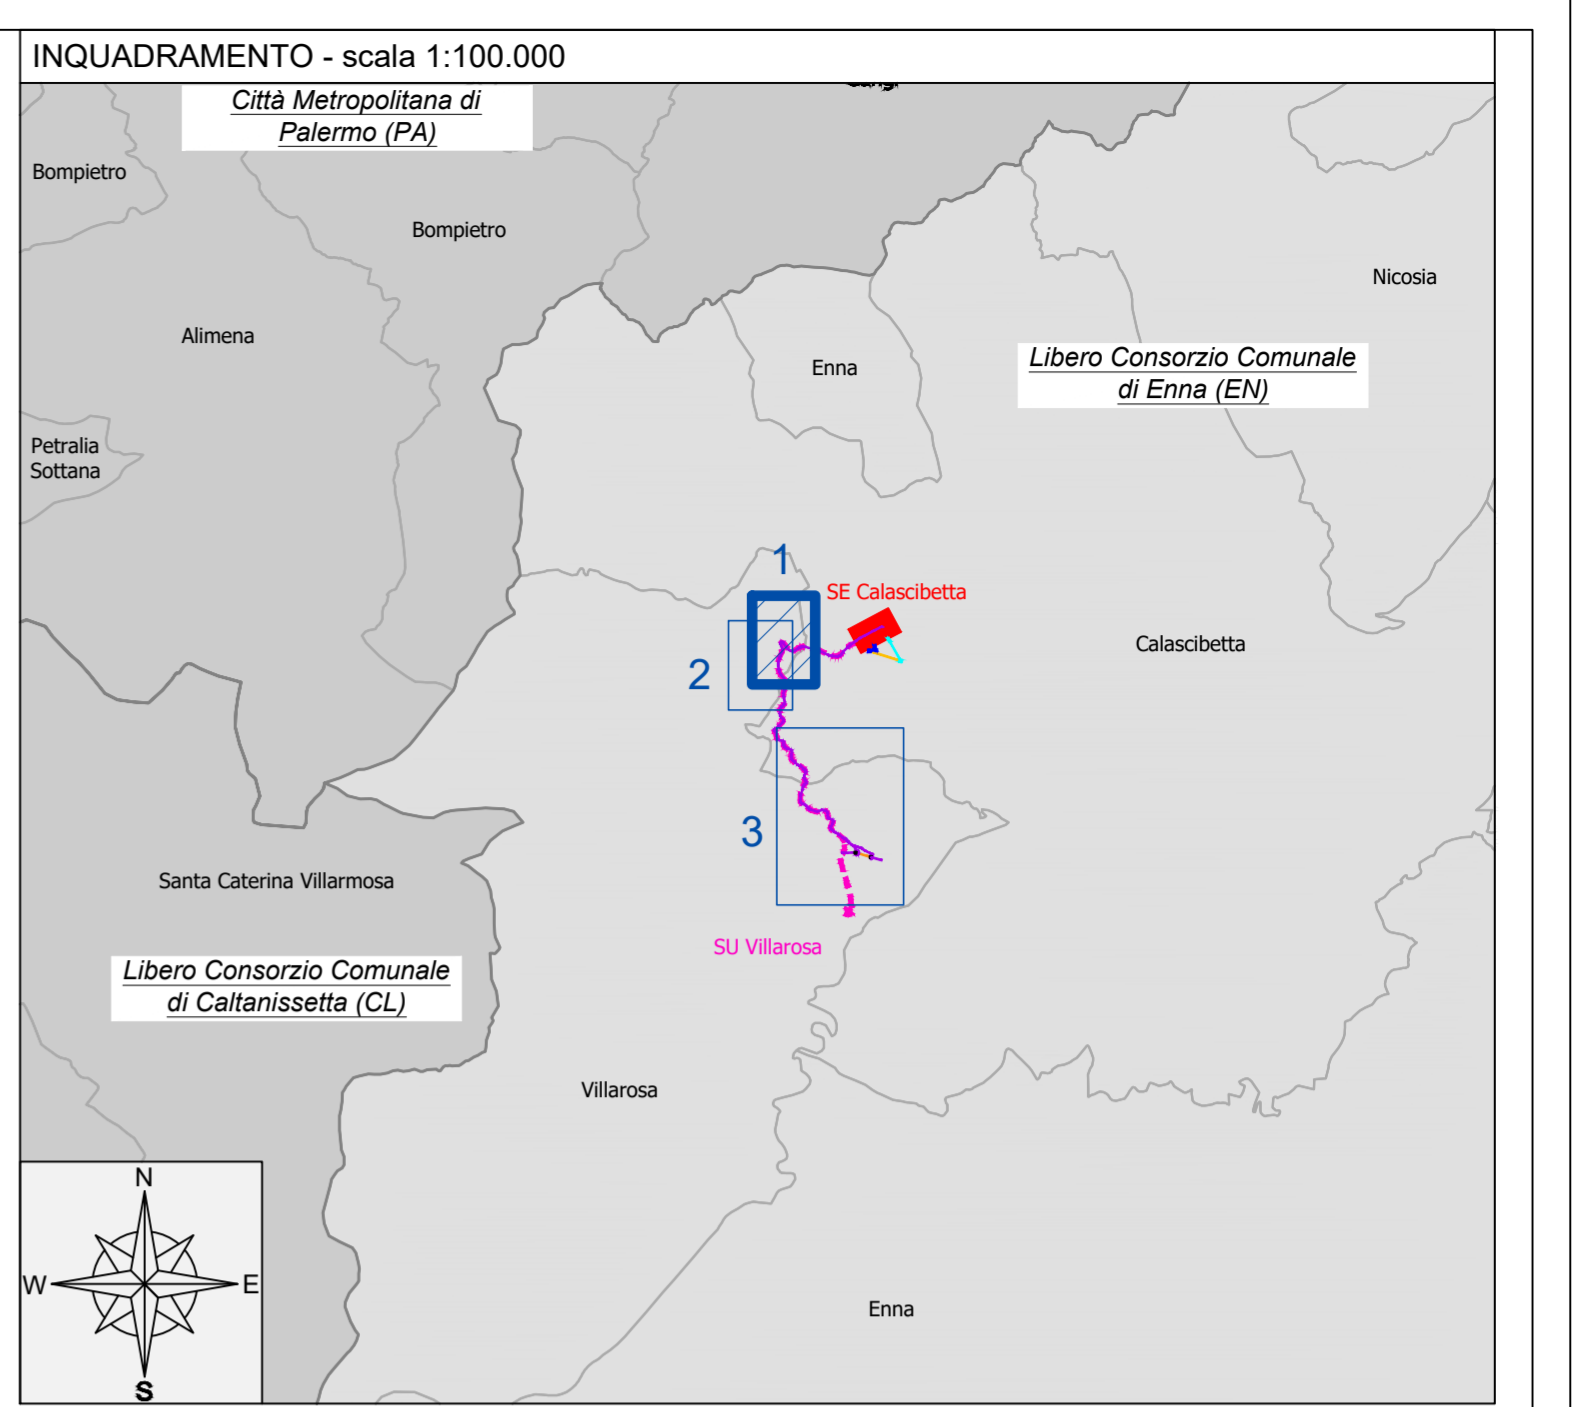 INQUADRAMENTO - scala 1:100.000
Città Metropolitana di
Palermo (PA)
Bompietro
Bompietro
Nicosia
Alimena
Enna
Libero Consorzio Comunale
di Enna (EN)
Petralia
Sottana
1
SE Calascibetta
Calascibetta
2
3
Santa Caterina Villarmosa
SU Villarosa
Libero Consorzio Comunale
di Caltanissetta (CL)
Villarosa
N
W
E
S
Enna